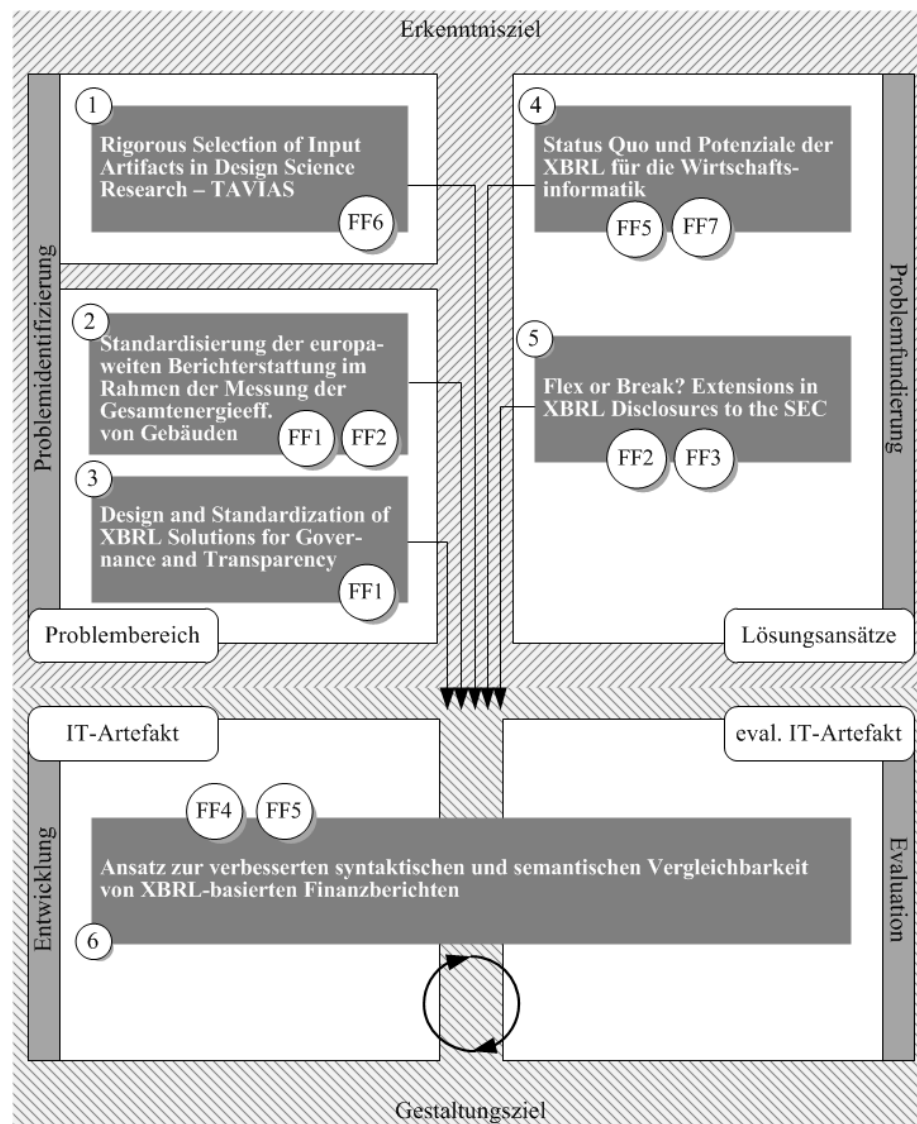 Erkenntnisziel
Problemidentifizierung
1
Rigorous Selection of Input
Artifacts in Design Science
Research – TAVIAS
FF6
2
Standardisierung der europa-
weiten Berichterstattung im
Rahmen der Messung der
Gesamtenergieeff.
von Gebäuden
FF1
FF2
3
Design and Standardization of
XBRL Solutions for Gover-
nance and Transparency
FF1
Problembereich
4
Status Quo und Potenziale der
XBRL für die Wirtschafts-
informatik
FF5
FF7
5
Flex or Break? Extensions in
XBRL Disclosures to the SEC
FF2
FF3
Problemfundierung
Lösungsansätze
IT-Artefakt
eval. IT-Artefakt
Entwicklung
FF4
FF5
Ansatz zur verbesserten syntaktischen und semantischen Vergleichbarkeit
von XBRL-basierten Finanzberichten
6
Evaluation
Gestaltungsziel